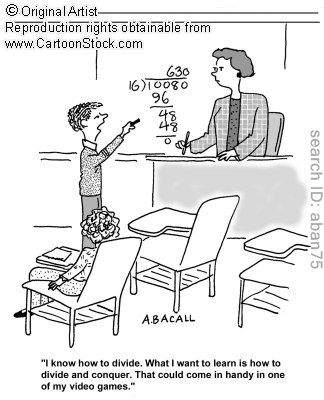 © Original Artist
Reproduction rights obtainable from
www.CartoonStock.com
630
16)10080
96
48
48
0
search ID: aban75
A.BACALL
"I know how to divide. What I want to learn is how to
divide and conquer. That could come in handy in one
of my video games."